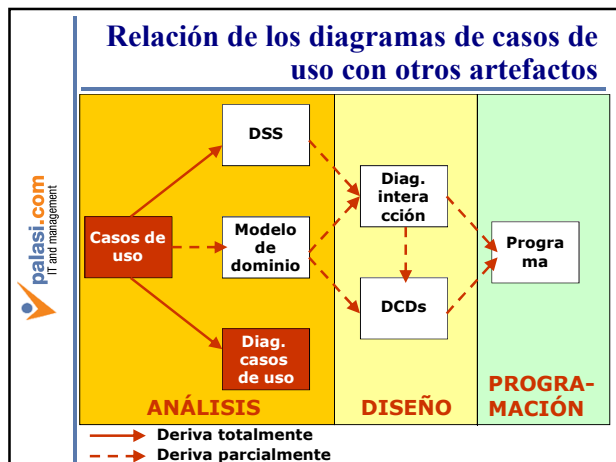 Relación de los diagramas de casos de
uso con otros artefactos
palasi.com
IT and management
DSS
Casos de
uso
Modelo
de
dominio
Diag.
casos
de uso
ANÁLISIS
Diag.
intera
cción
DCDs
DISEÑO
Progra
ma
PROGRA-
MACIÓN
Deriva totalmente
Deriva parcialmente